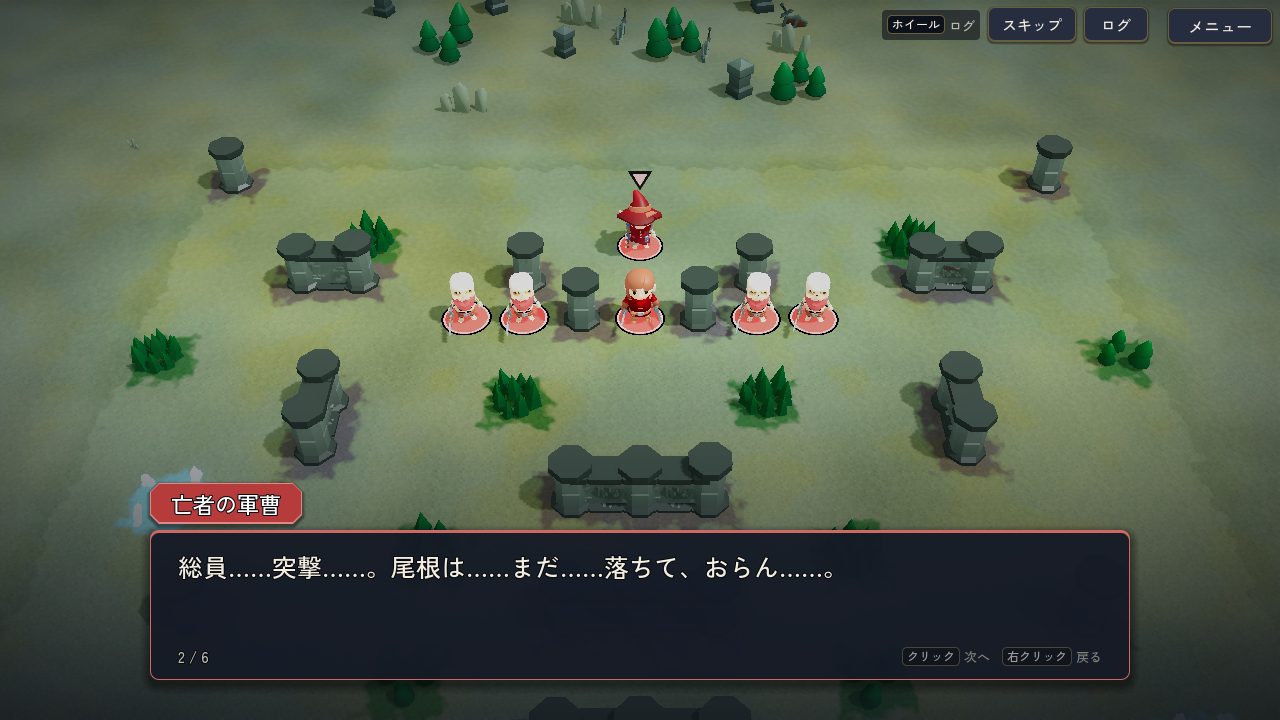 ホイール ログ スキップ ログ メニュー
亡者の軍曹
総員……突撃……。尾根は……まだ……落ちて、おらん……。
2 / 6
クリック 次へ 右クリック 戻る